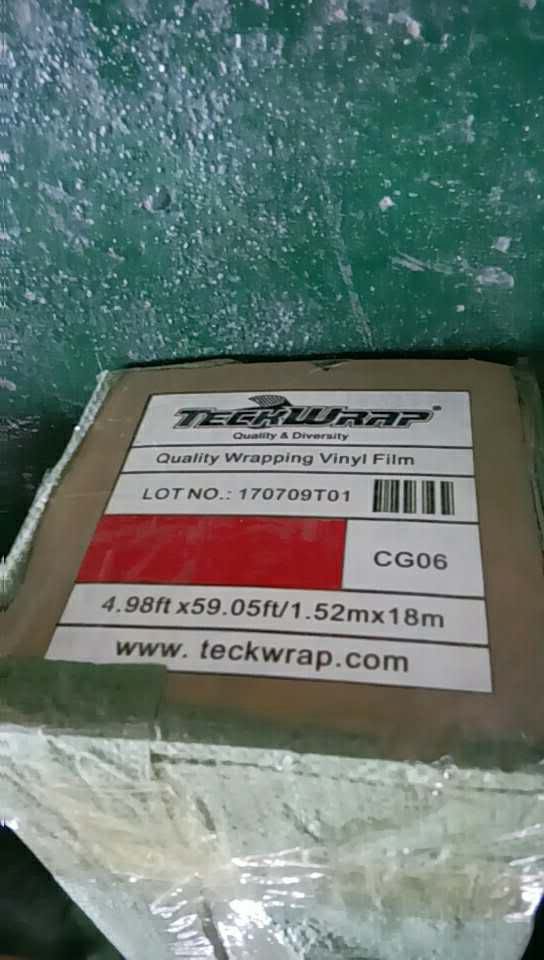 TECKWRAP®
Quality & Diversity
Quality Wrapping Vinyl Film
LOT NO.: 170709T01
CG06
4.98ft x59.05ft/1.52mx18m
www. teckwrap.com